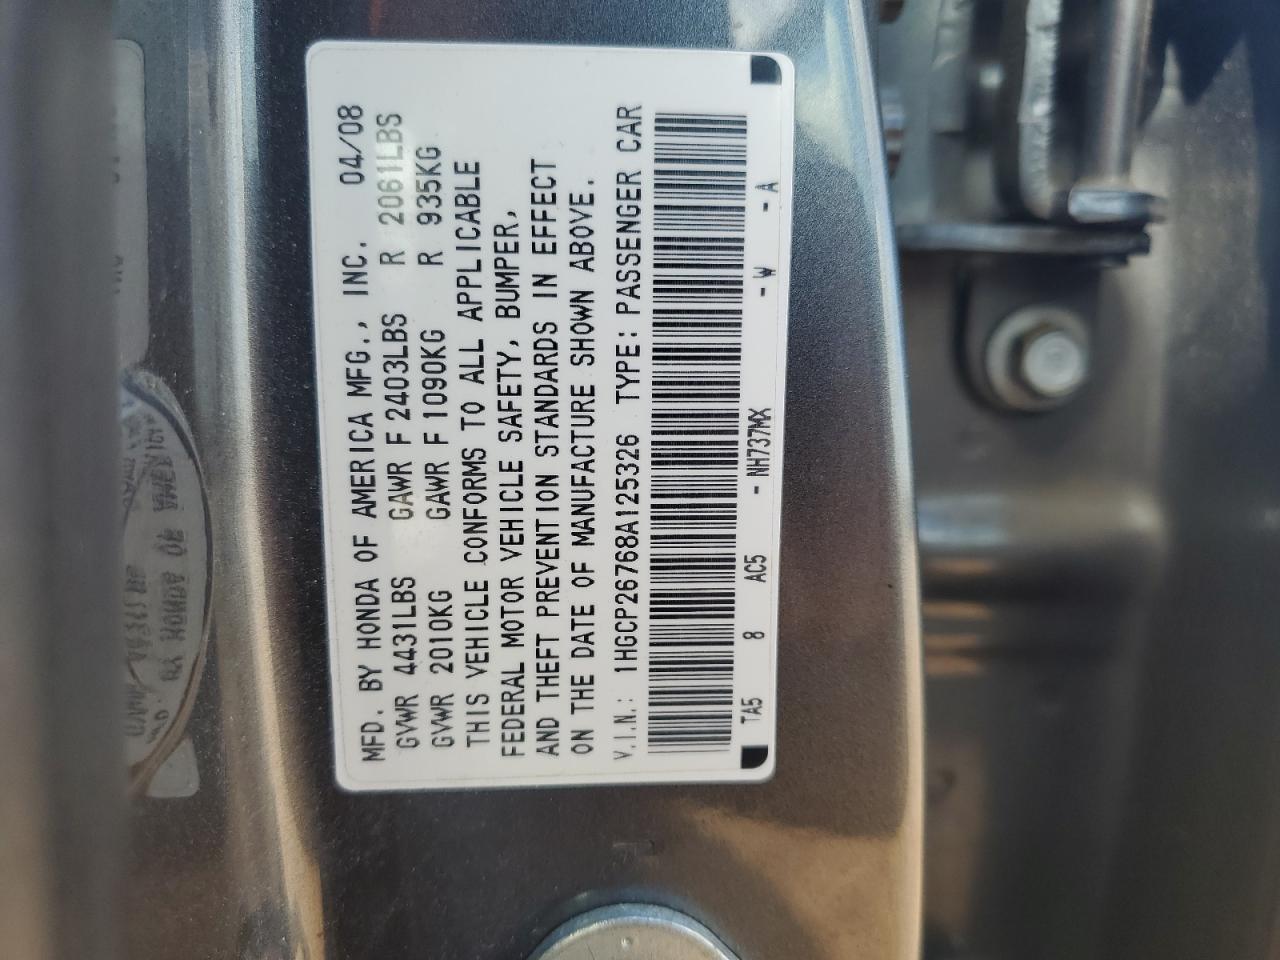 MFD. BY HONDA OF AMERICA MFG., INC. 04/08
GVWR 4431LBS GAWR F 2403LBS R 2061LBS
GVWR 2010KG GAWR F 1090KG R 935KG
THIS VEHICLE CONFORMS TO ALL APPLICABLE
FEDERAL MOTOR VEHICLE SAFETY, BUMPER,
AND THEFT PREVENTION STANDARDS IN EFFECT
ON THE DATE OF MANUFACTURE SHOWN ABOVE.
V.I.N.: 1HGCP26768A125326 TYPE: PASSENGER CAR
TA5 8 AC5 - NH737MX - W - A